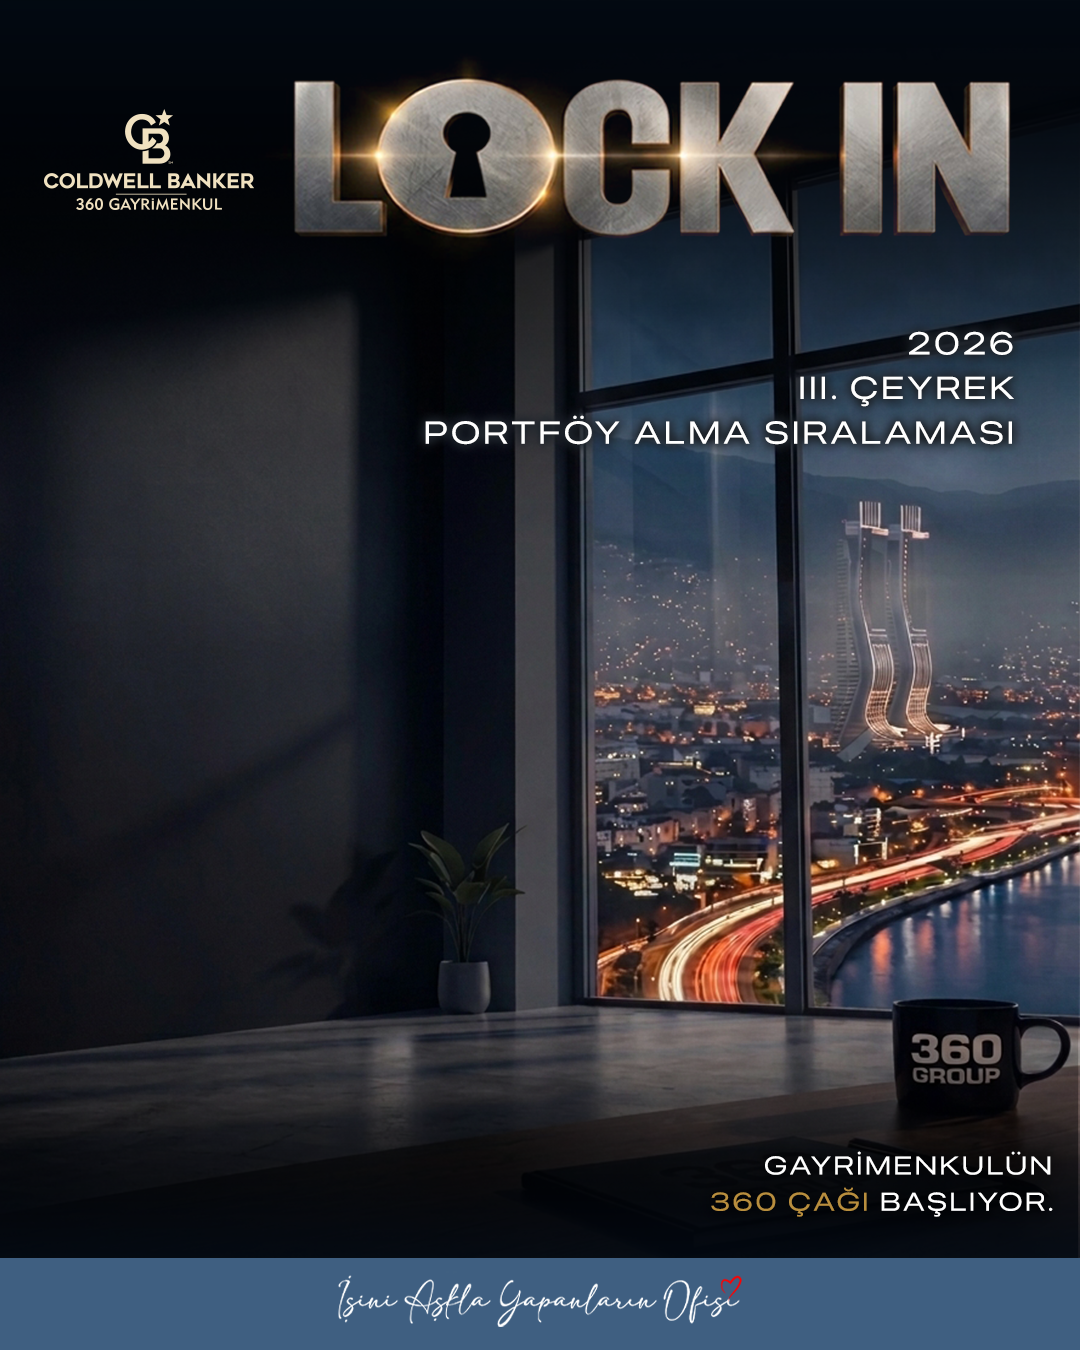 LOCK IN
CB
COLDWELL BANKER
360 GAYRİMENKUL
2026
III. ÇEYREK
PORTFÖY ALMA SIRALAMASI
360
GROUP
GAYRİMENKULÜN
360 ÇAĞI BAŞLIYOR.
İşini Aşkla Yapanların Ofisi